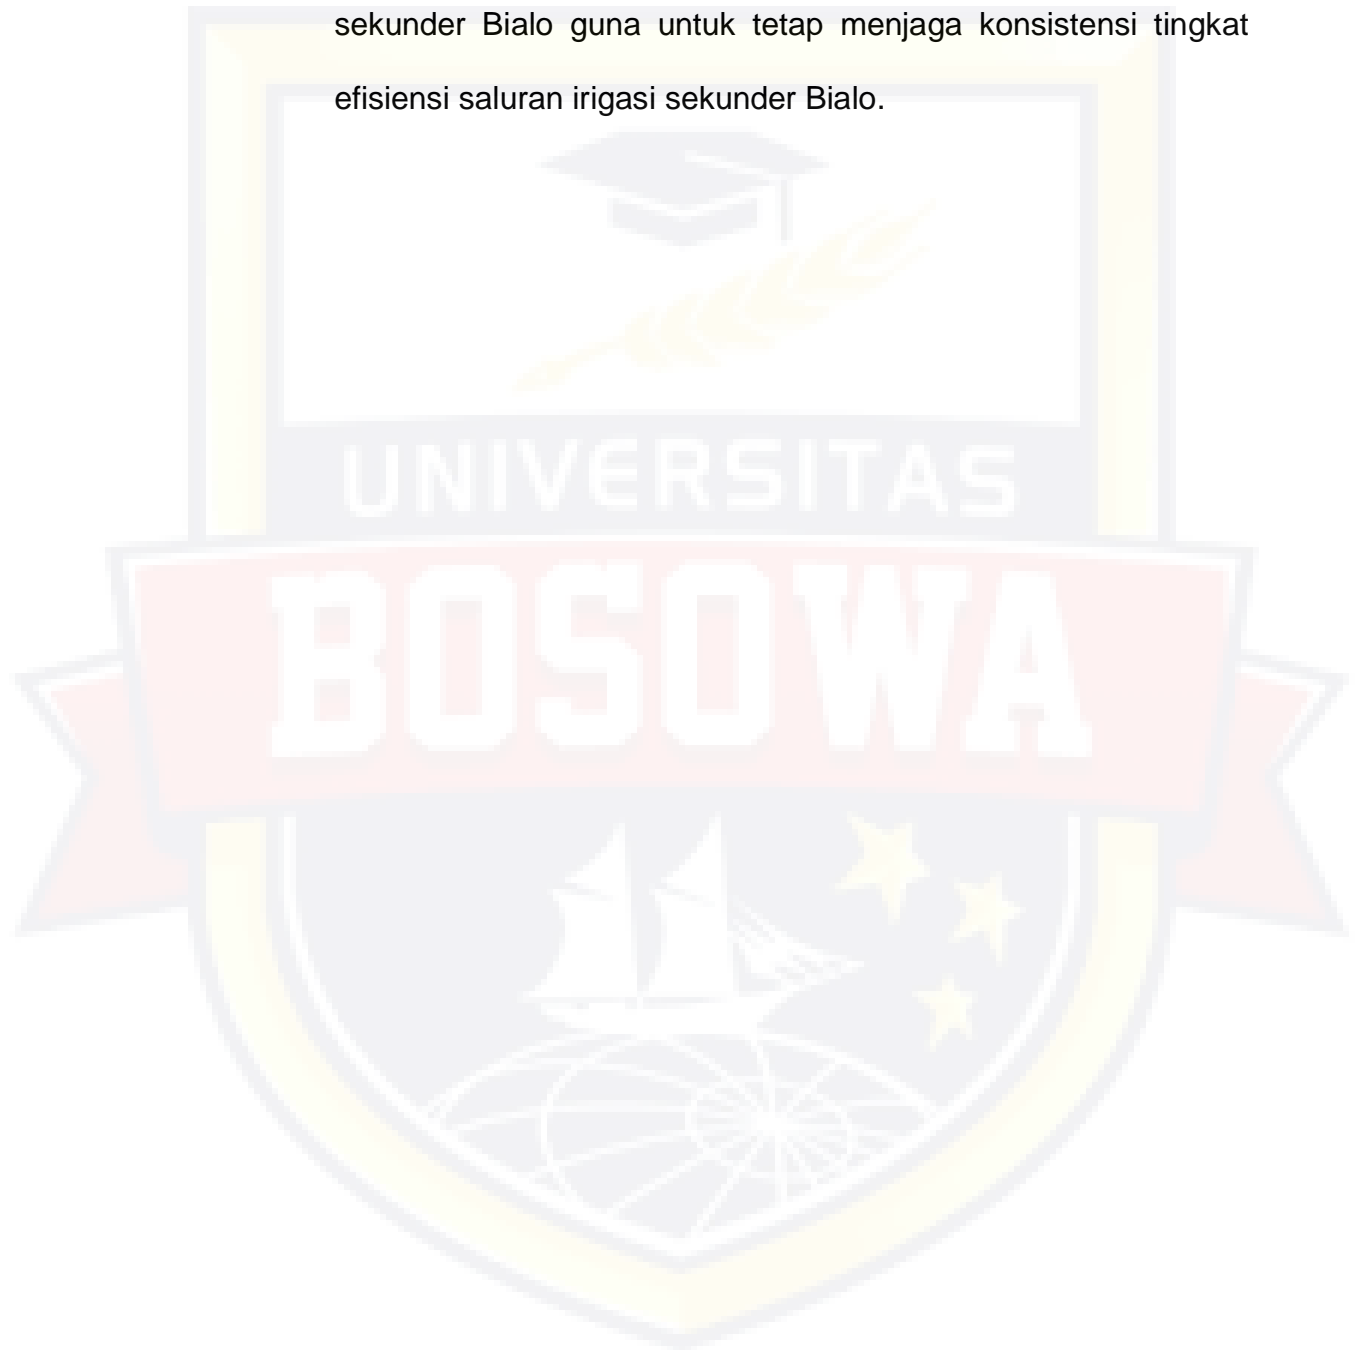 sekunder Bialo guna untuk tetap menjaga konsistensi tingkat
efisiensi saluran irigasi sekunder Bialo.
UNIVERSITAS
BOSOWA